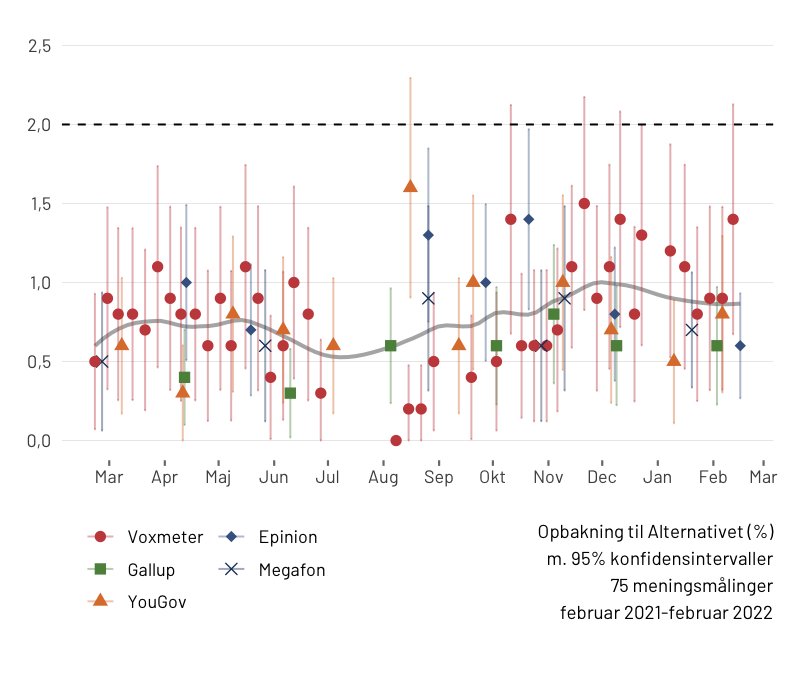 2,5
2,0
1,5
1,0
0,5
0,0
Mar Apr Maj Jun Jul Aug Sep Okt Nov Dec Jan Feb Mar
Voxmeter Epinion
Gallup Megafon
YouGov
Opbakning til Alternativet (%)
m. 95% konfidensintervaller
75 meningsmålinger
februar 2021-februar 2022